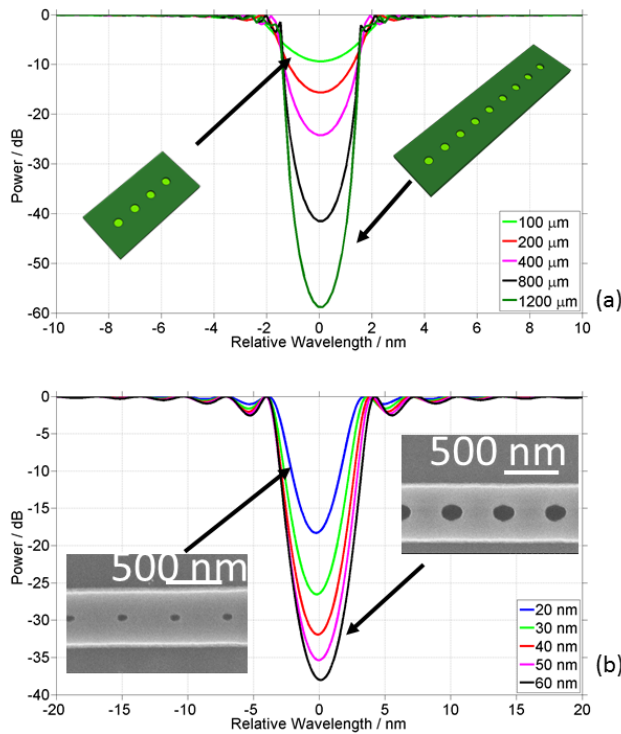 0
-10
-20
-30
-40
-50
-60
Power / dB
-10 -8 -6 -4 -2 0 2 4 6 8 10
Relative Wavelength / nm
100 μm
200 μm
400 μm
800 μm
1200 μm
(a)
0
-5
-10
-15
-20
-25
-30
-35
-40
Power / dB
500 nm
500 nm
-20 -15 -10 -5 0 5 10 15 20
Relative Wavelength / nm
20 nm
30 nm
40 nm
50 nm
60 nm
(b)